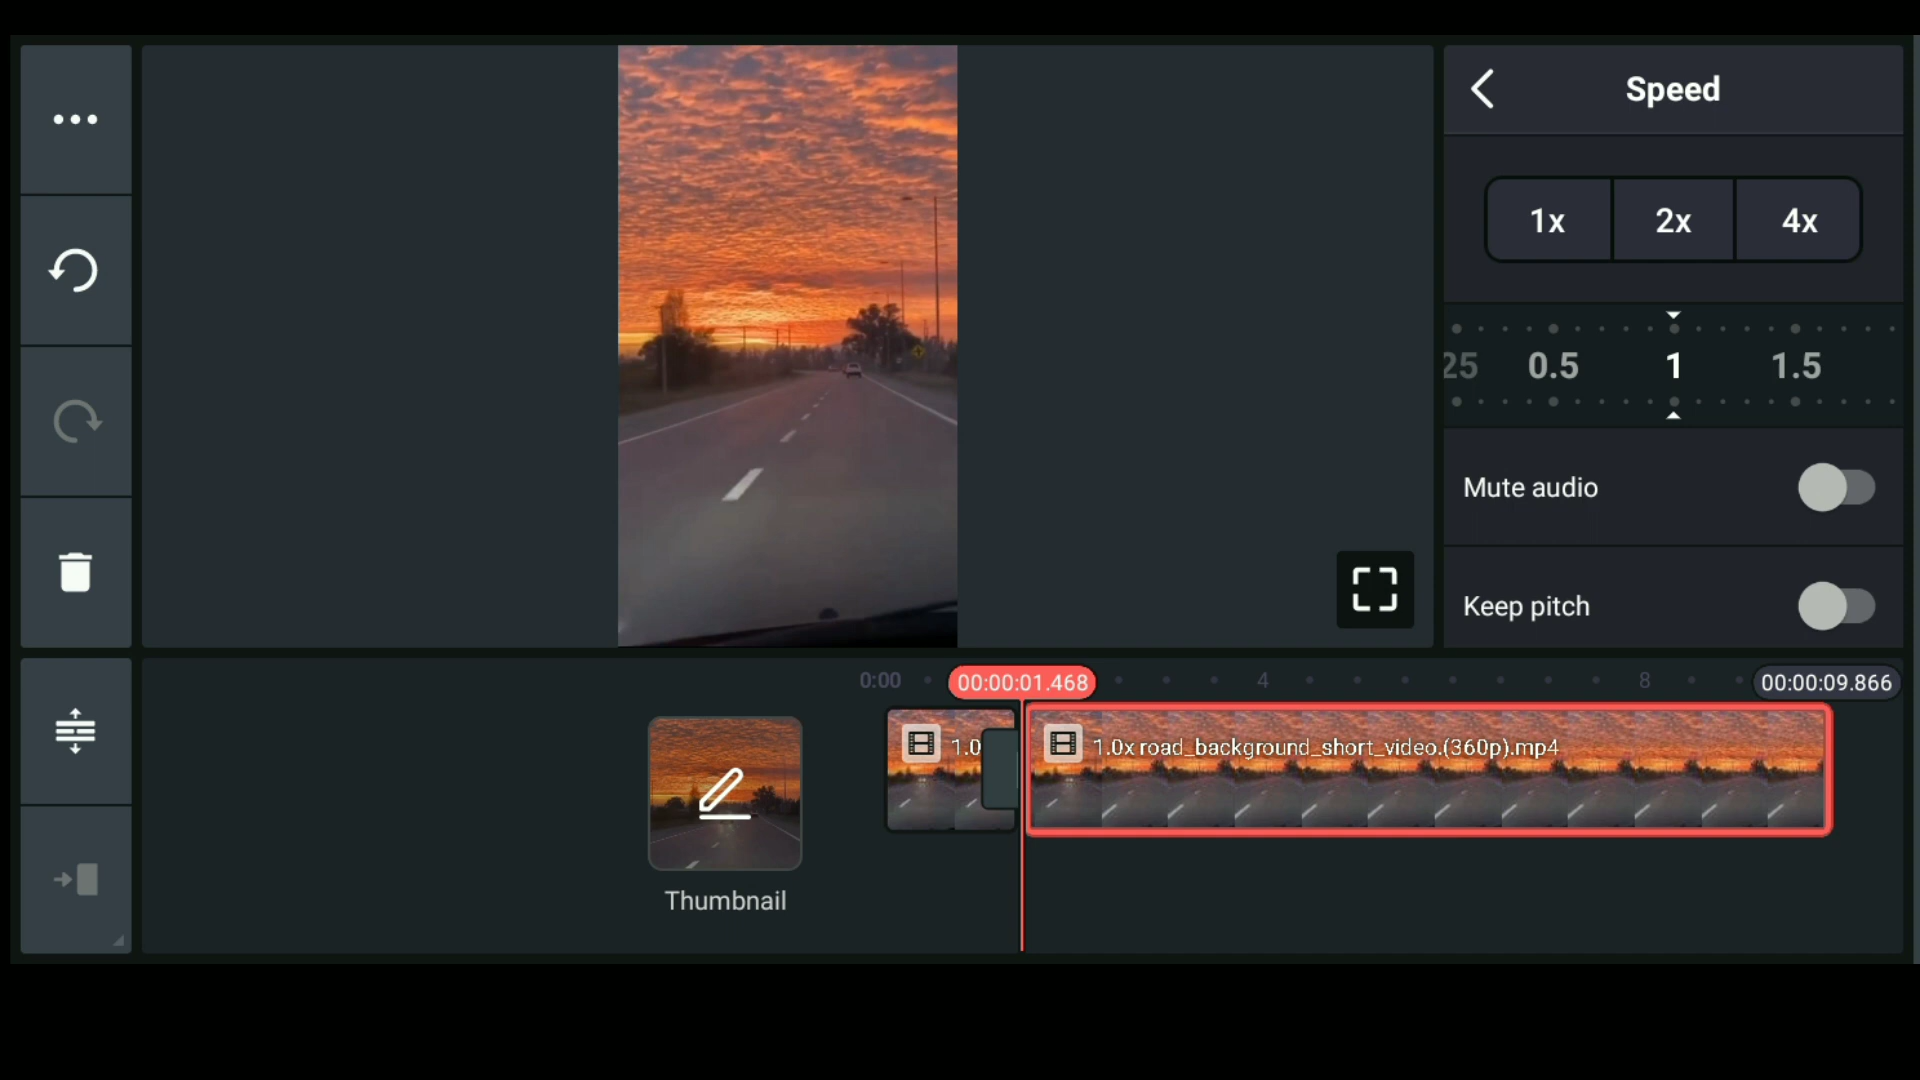 Speed
1x 2x 4x
25 0.5 1 1.5
Mute audio
Keep pitch
0:00 00:00:01.468 4 8 00:00:09.866
1.0 1.0x road_background_short_video.(360p).mp4
Thumbnail